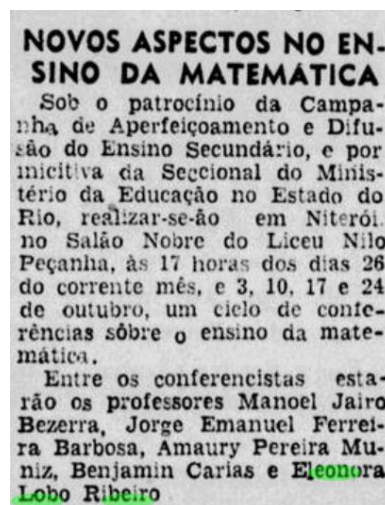 NOVOS ASPECTOS NO EN-
SINO DA MATEMÁTICA
Sob o patrocínio da Campa-
nha de Aperfeiçoamento e Difu-
são do Ensino Secundário, e por
inicitiva da Seccional do Minis-
tério da Educação no Estado do
Rio, realizar-se-ão em Niterói,
no Salão Nobre do Liceu Nilo
Peçanha, às 17 horas dos dias 26
do corrente mês, e 3, 10, 17 e 24
de outubro, um ciclo de confe-
rências sôbre o ensino da mate-
mática.
Entre os conferencistas esta-
rão os professores Manoel Jairo
Bezerra, Jorge Emanuel Ferrei-
ra Barbosa, Amaury Pereira Mu-
niz, Benjamin Carias e Eleonora
Lobo Ribeiro